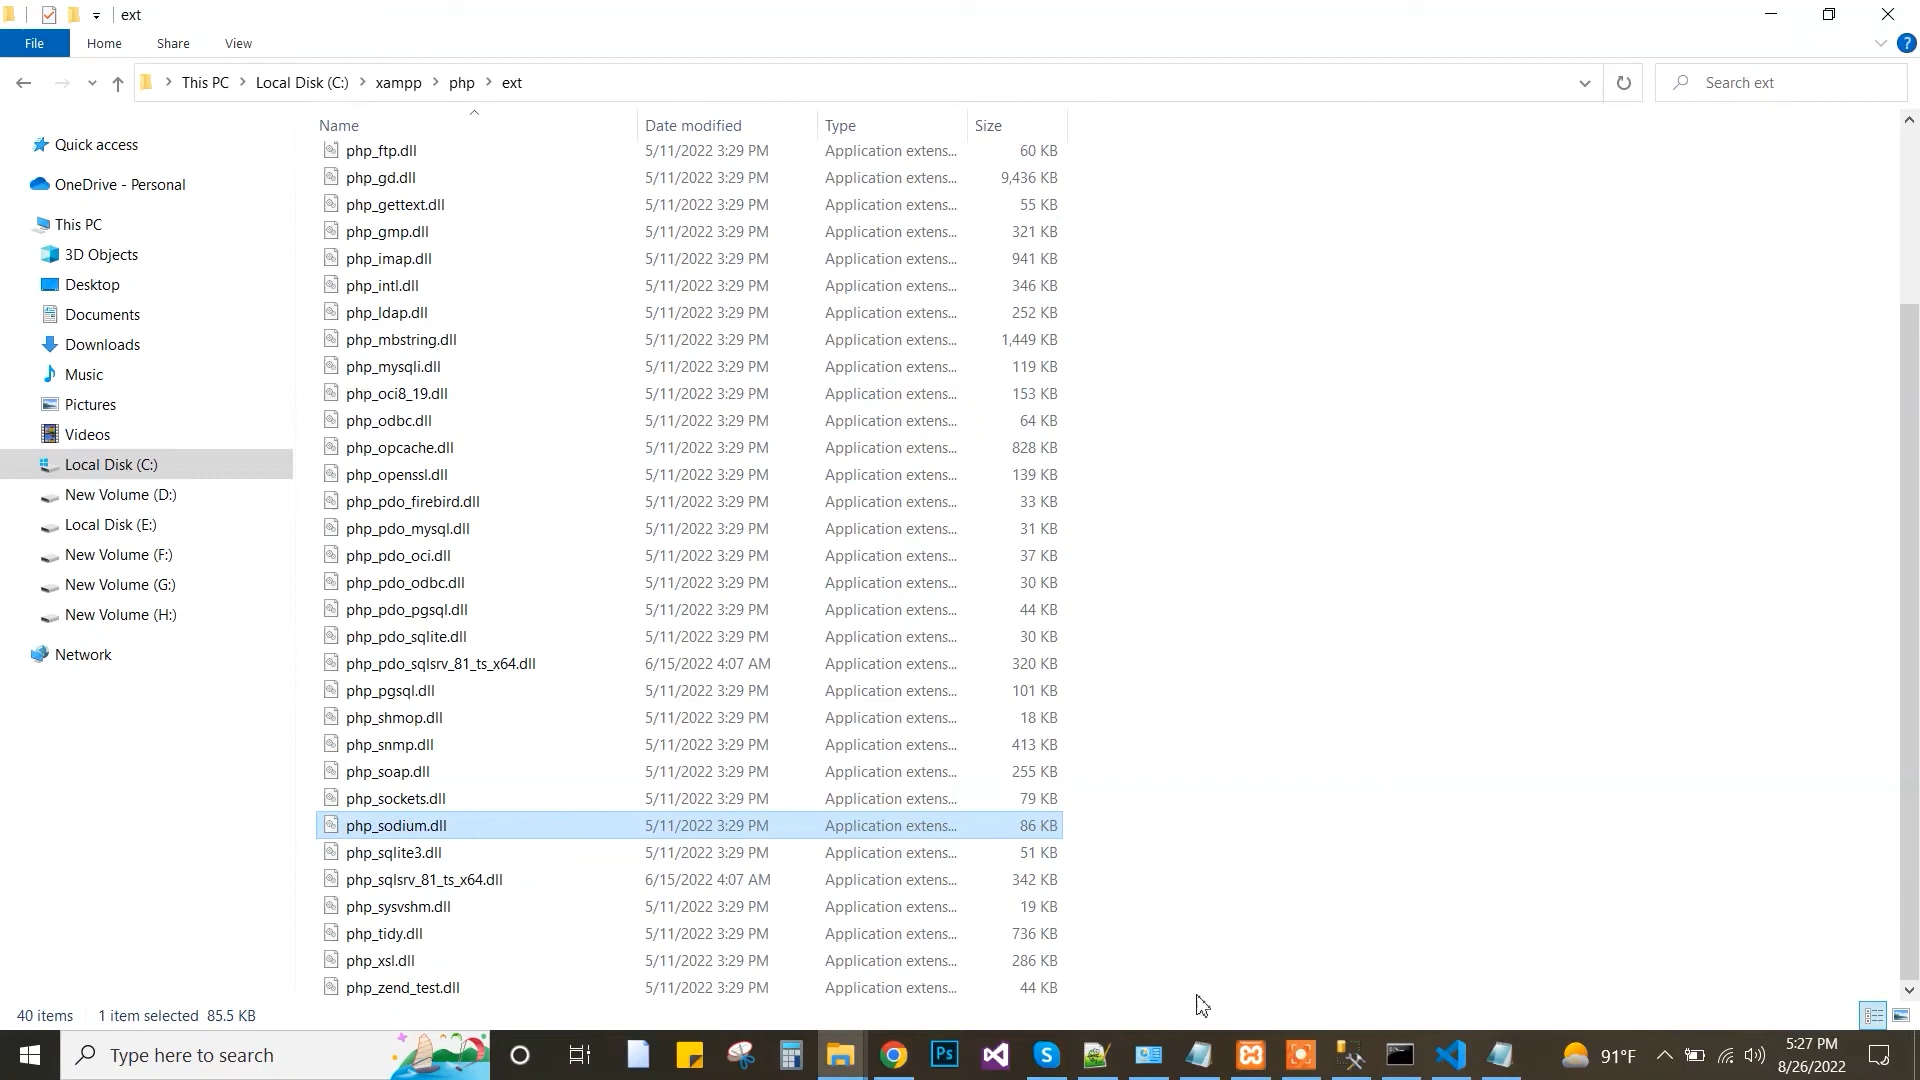 ext
File Home Share View
This PC Local Disk (C:) xampp php ext
Search ext
Name Date modified Type Size
Quick access
OneDrive - Personal
This PC
3D Objects
Desktop
Documents
Downloads
Music
Pictures
Videos
Local Disk (C:)
New Volume (D:)
Local Disk (E:)
New Volume (F:)
New Volume (G:)
New Volume (H:)
Network
php_ftp.dll 5/11/2022 3:29 PM Application extens... 60 KB
php_gd.dll 5/11/2022 3:29 PM Application extens... 9,436 KB
php_gettext.dll 5/11/2022 3:29 PM Application extens... 55 KB
php_gmp.dll 5/11/2022 3:29 PM Application extens... 321 KB
php_imap.dll 5/11/2022 3:29 PM Application extens... 941 KB
php_intl.dll 5/11/2022 3:29 PM Application extens... 346 KB
php_ldap.dll 5/11/2022 3:29 PM Application extens... 252 KB
php_mbstring.dll 5/11/2022 3:29 PM Application extens... 1,449 KB
php_mysqli.dll 5/11/2022 3:29 PM Application extens... 119 KB
php_oci8_19.dll 5/11/2022 3:29 PM Application extens... 153 KB
php_odbc.dll 5/11/2022 3:29 PM Application extens... 64 KB
php_opcache.dll 5/11/2022 3:29 PM Application extens... 828 KB
php_openssl.dll 5/11/2022 3:29 PM Application extens... 139 KB
php_pdo_firebird.dll 5/11/2022 3:29 PM Application extens... 33 KB
php_pdo_mysql.dll 5/11/2022 3:29 PM Application extens... 31 KB
php_pdo_oci.dll 5/11/2022 3:29 PM Application extens... 37 KB
php_pdo_odbc.dll 5/11/2022 3:29 PM Application extens... 30 KB
php_pdo_pgsql.dll 5/11/2022 3:29 PM Application extens... 44 KB
php_pdo_sqlite.dll 5/11/2022 3:29 PM Application extens... 30 KB
php_pdo_sqlsrv_81_ts_x64.dll 6/15/2022 4:07 AM Application extens... 320 KB
php_pgsql.dll 5/11/2022 3:29 PM Application extens... 101 KB
php_shmop.dll 5/11/2022 3:29 PM Application extens... 18 KB
php_snmp.dll 5/11/2022 3:29 PM Application extens... 413 KB
php_soap.dll 5/11/2022 3:29 PM Application extens... 255 KB
php_sockets.dll 5/11/2022 3:29 PM Application extens... 79 KB
php_sodium.dll 5/11/2022 3:29 PM Application extens... 86 KB
php_sqlite3.dll 5/11/2022 3:29 PM Application extens... 51 KB
php_sqlsrv_81_ts_x64.dll 6/15/2022 4:07 AM Application extens... 342 KB
php_sysvshm.dll 5/11/2022 3:29 PM Application extens... 19 KB
php_tidy.dll 5/11/2022 3:29 PM Application extens... 736 KB
php_xsl.dll 5/11/2022 3:29 PM Application extens... 286 KB
php_zend_test.dll 5/11/2022 3:29 PM Application extens... 44 KB
40 items 1 item selected 85.5 KB
Type here to search
Ps
91°F
5:27 PM
8/26/2022